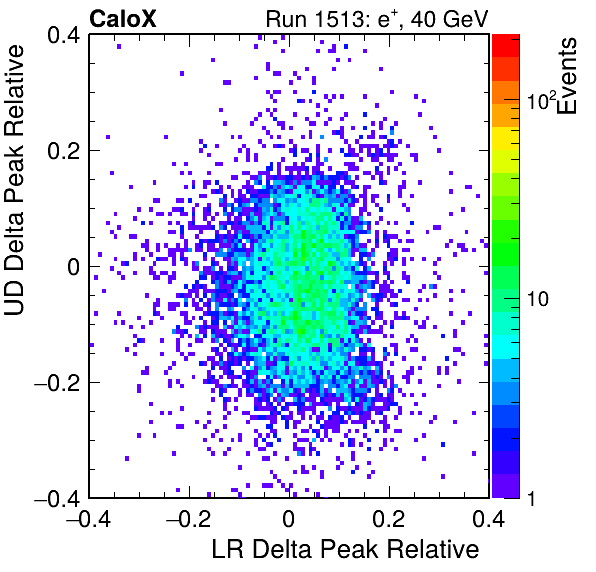 CaloX Run 1513: e⁺, 40 GeV
Events
10²
10
1
UD Delta Peak Relative
0.4
0.2
0
−0.2
−0.4
−0.4 −0.2 0 0.2 0.4
LR Delta Peak Relative